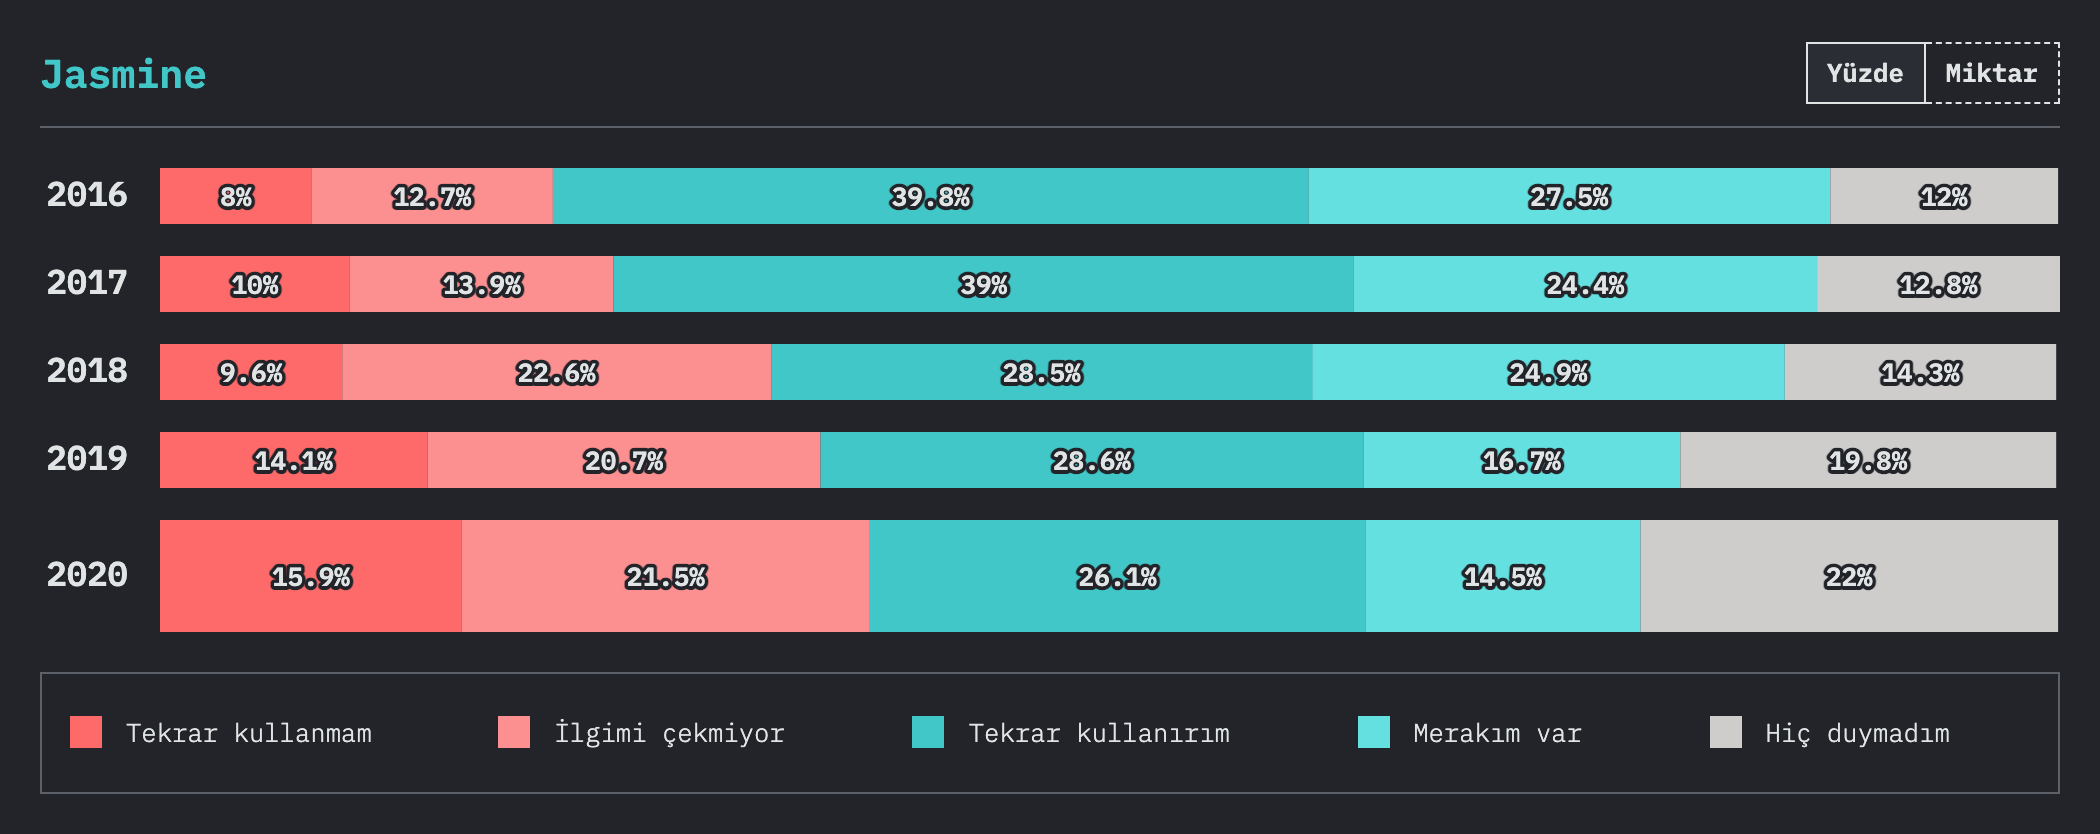 Jasmine
Yüzde Miktar
2016 8% 12.7% 39.8% 27.5% 12%
2017 10% 13.9% 39% 24.4% 12.8%
2018 9.6% 22.6% 28.5% 24.9% 14.3%
2019 14.1% 20.7% 28.6% 16.7% 19.8%
2020 15.9% 21.5% 26.1% 14.5% 22%
Tekrar kullanmam İlgimi çekmiyor Tekrar kullanırım Merakım var Hiç duymadım